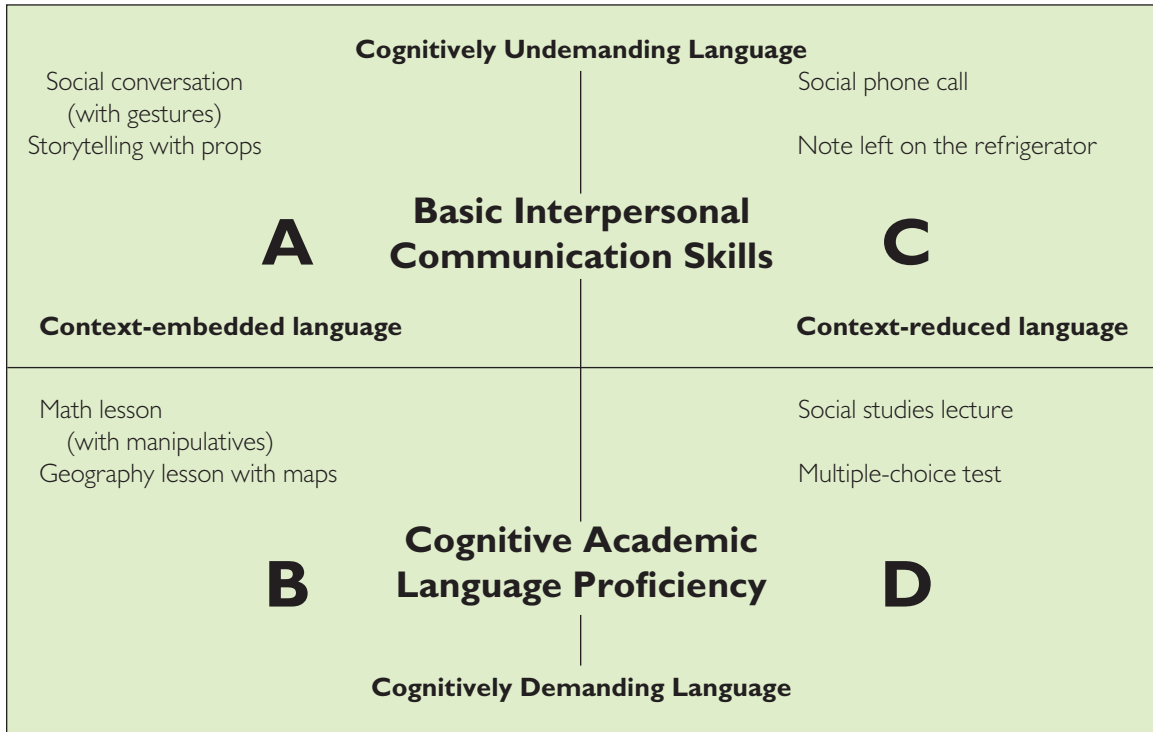 Cognitively Undemanding Language
Social conversation
(with gestures)
Storytelling with props
Social phone call
Note left on the refrigerator
A
Basic Interpersonal
Communication Skills
C
Context-embedded language
Context-reduced language
Math lesson
(with manipulatives)
Geography lesson with maps
Social studies lecture
Multiple-choice test
B
Cognitive Academic
Language Proficiency
D
Cognitively Demanding Language